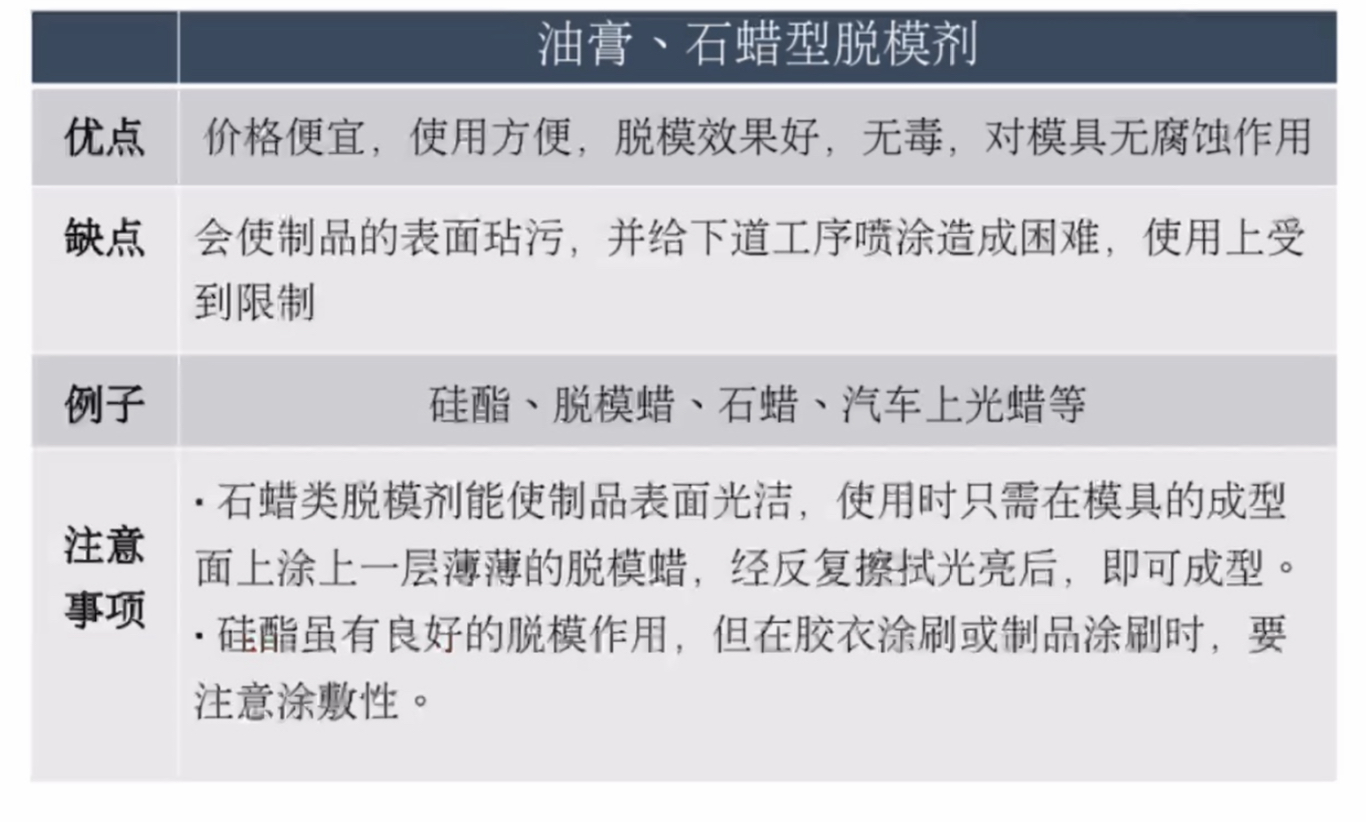 油膏、石蜡型脱模剂
优点 价格便宜，使用方便，脱模效果好，无毒，对模具无腐蚀作用
缺点 会使制品的表面玷污，并给下道工序喷涂造成困难，使用上受
到限制
例子 硅酯、脱模蜡、石蜡、汽车上光蜡等
注意
事项
·石蜡类脱模剂能使制品表面光洁，使用时只需在模具的成型
面上涂上一层薄薄的脱模蜡，经反复擦拭光亮后，即可成型。
·硅酯虽有良好的脱模作用，但在胶衣涂刷或制品涂刷时，要
注意涂敷性。